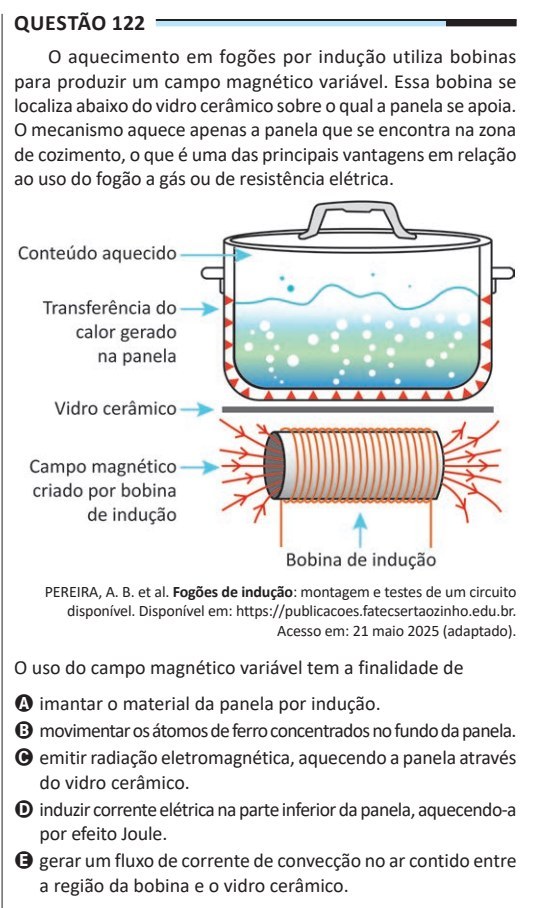 QUESTÃO 122
O aquecimento em fogões por indução utiliza bobinas
para produzir um campo magnético variável. Essa bobina se
localiza abaixo do vidro cerâmico sobre o qual a panela se apoia.
O mecanismo aquece apenas a panela que se encontra na zona
de cozimento, o que é uma das principais vantagens em relação
ao uso do fogão a gás ou de resistência elétrica.
Conteúdo aquecido
Transferência do
calor gerado
na panela
Vidro cerâmico
Campo magnético
criado por bobina
de indução
Bobina de indução
PEREIRA, A. B. et al. Fogões de indução: montagem e testes de um circuito
disponível. Disponível em: https://publicacoes.fatecsertaozinho.edu.br.
Acesso em: 21 maio 2025 (adaptado).
O uso do campo magnético variável tem a finalidade de
A imantar o material da panela por indução.
B movimentar os átomos de ferro concentrados no fundo da panela.
C emitir radiação eletromagnética, aquecendo a panela através
do vidro cerâmico.
D induzir corrente elétrica na parte inferior da panela, aquecendo-a
por efeito Joule.
E gerar um fluxo de corrente de convecção no ar contido entre
a região da bobina e o vidro cerâmico.